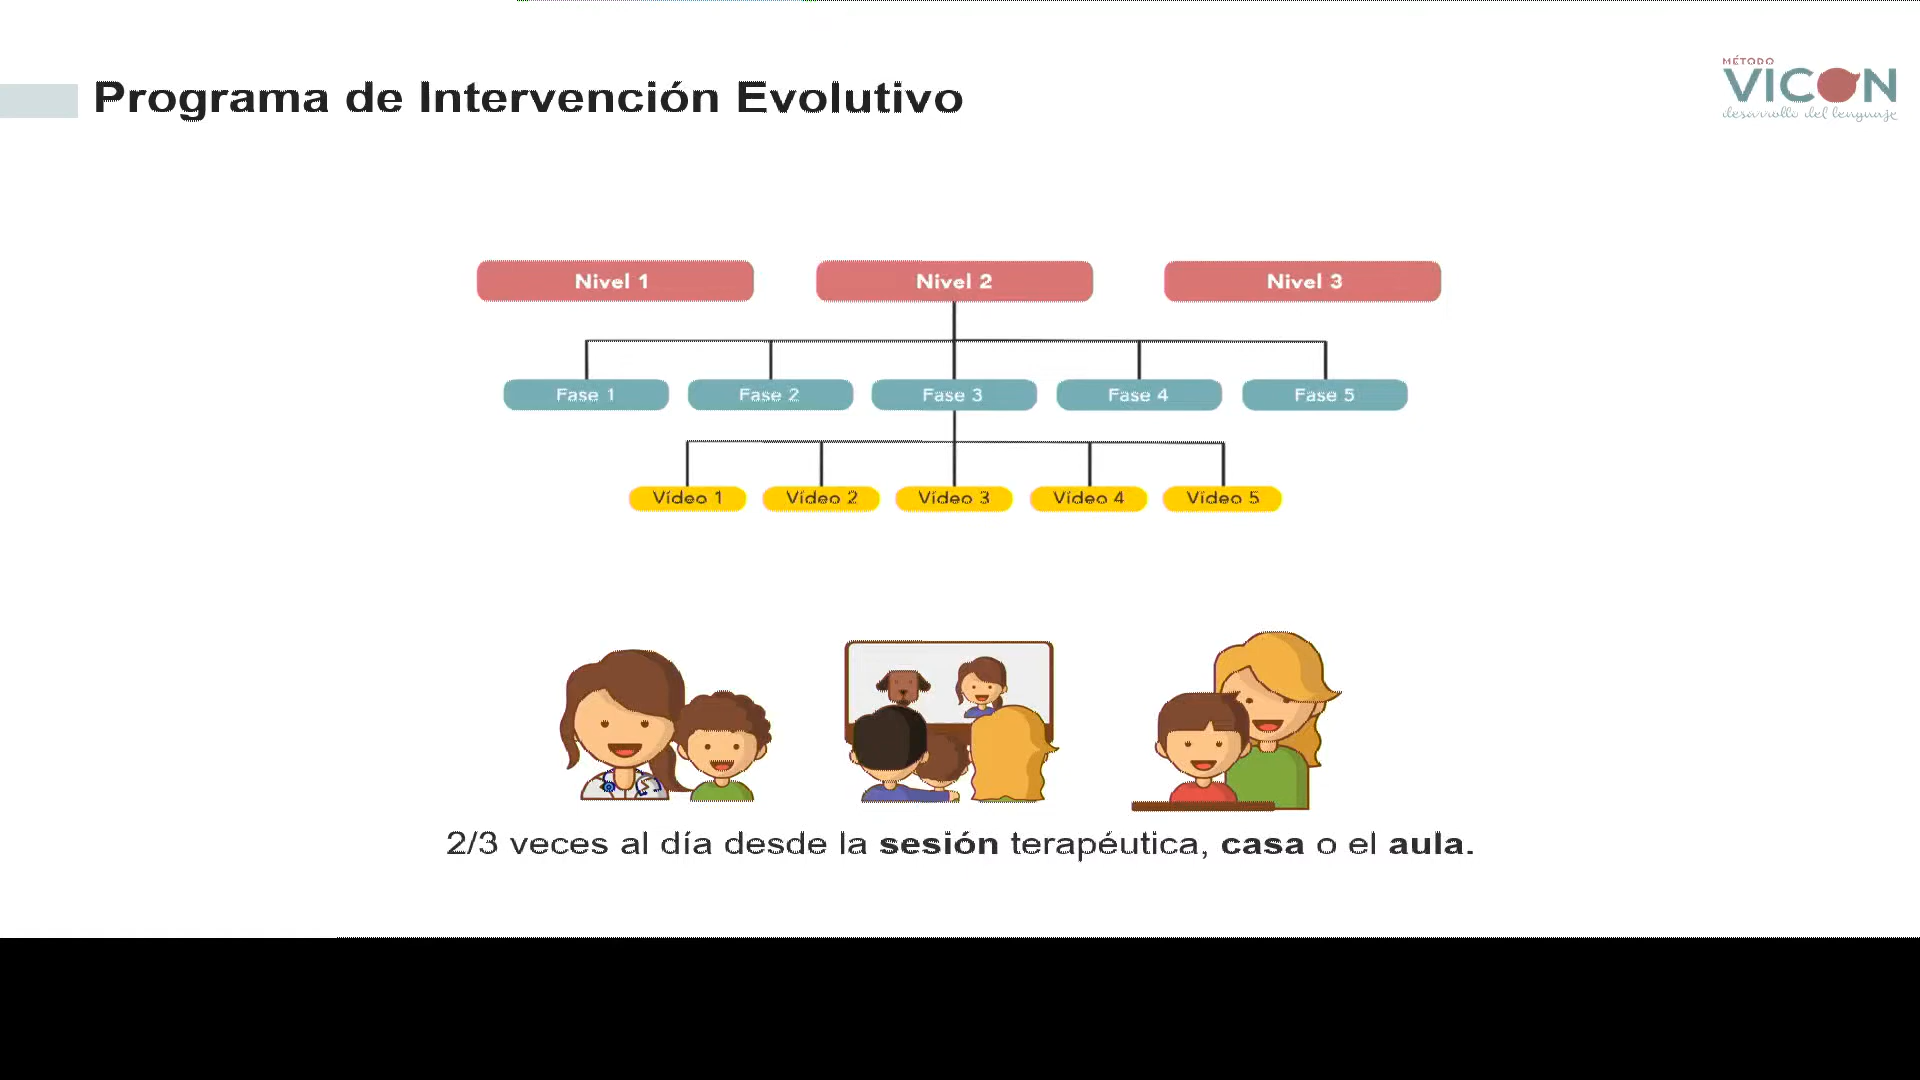 MÉTODO
VICON
desarrollo del lenguaje
Programa de Intervención Evolutivo
Nivel 1 Nivel 2 Nivel 3
Fase 1 Fase 2 Fase 3 Fase 4 Fase 5
Vídeo 1 Vídeo 2 Vídeo 3 Vídeo 4 Vídeo 5
2/3 veces al día desde la sesión terapéutica, casa o el aula.